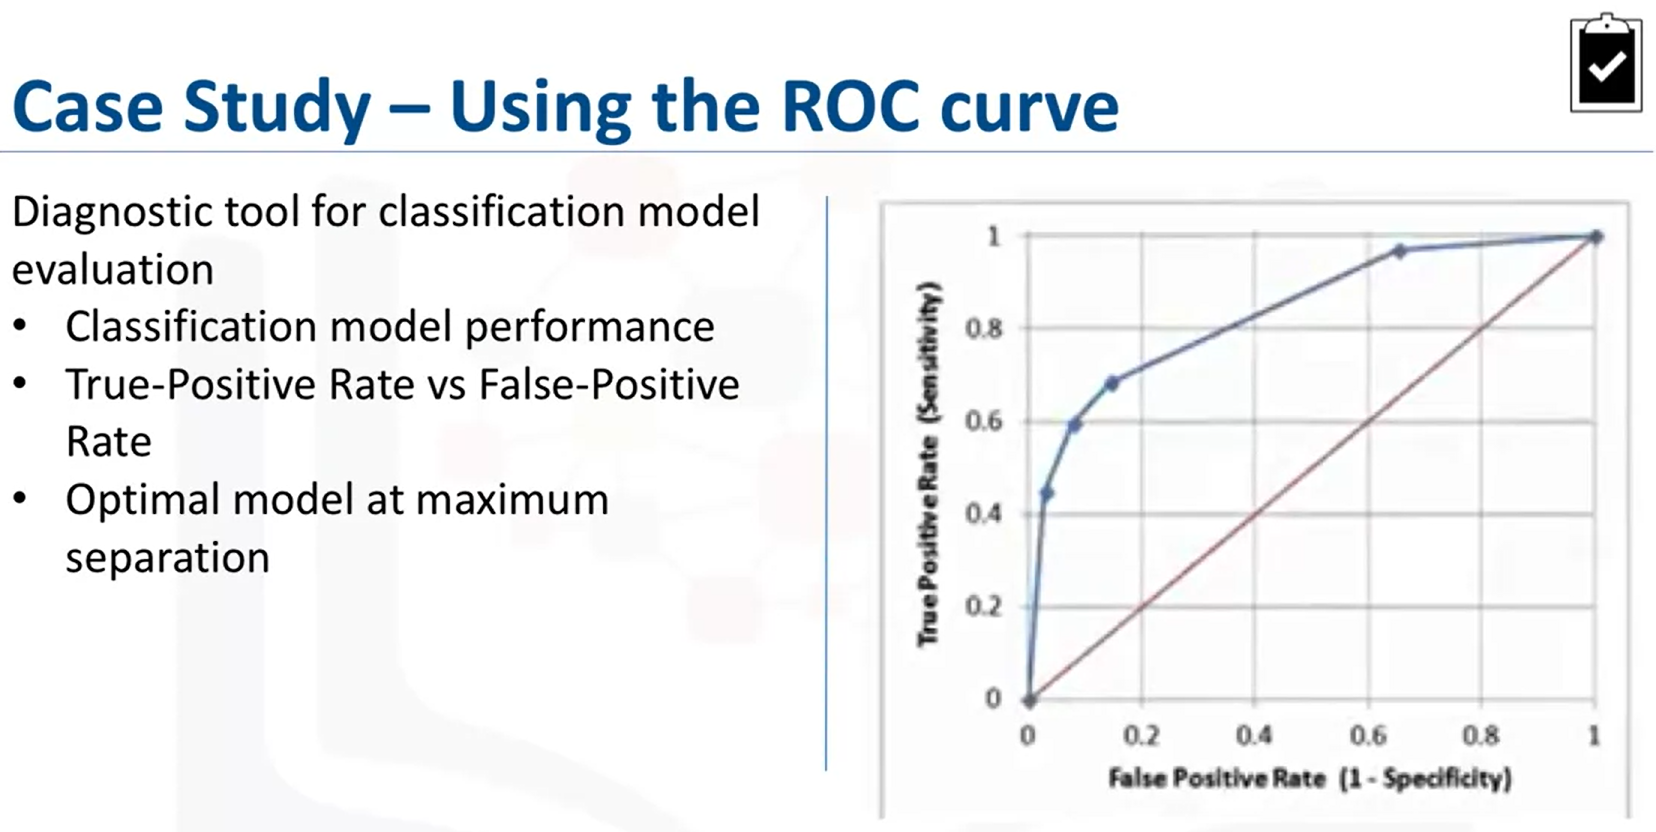 Case Study – Using the ROC curve
Diagnostic tool for classification model
evaluation
• Classification model performance
• True-Positive Rate vs False-Positive
Rate
• Optimal model at maximum
separation
True Positive Rate (Sensitivity)
1
0.8
0.6
0.4
0.2
0
0 0.2 0.4 0.6 0.8 1
False Positive Rate (1 - Specificity)